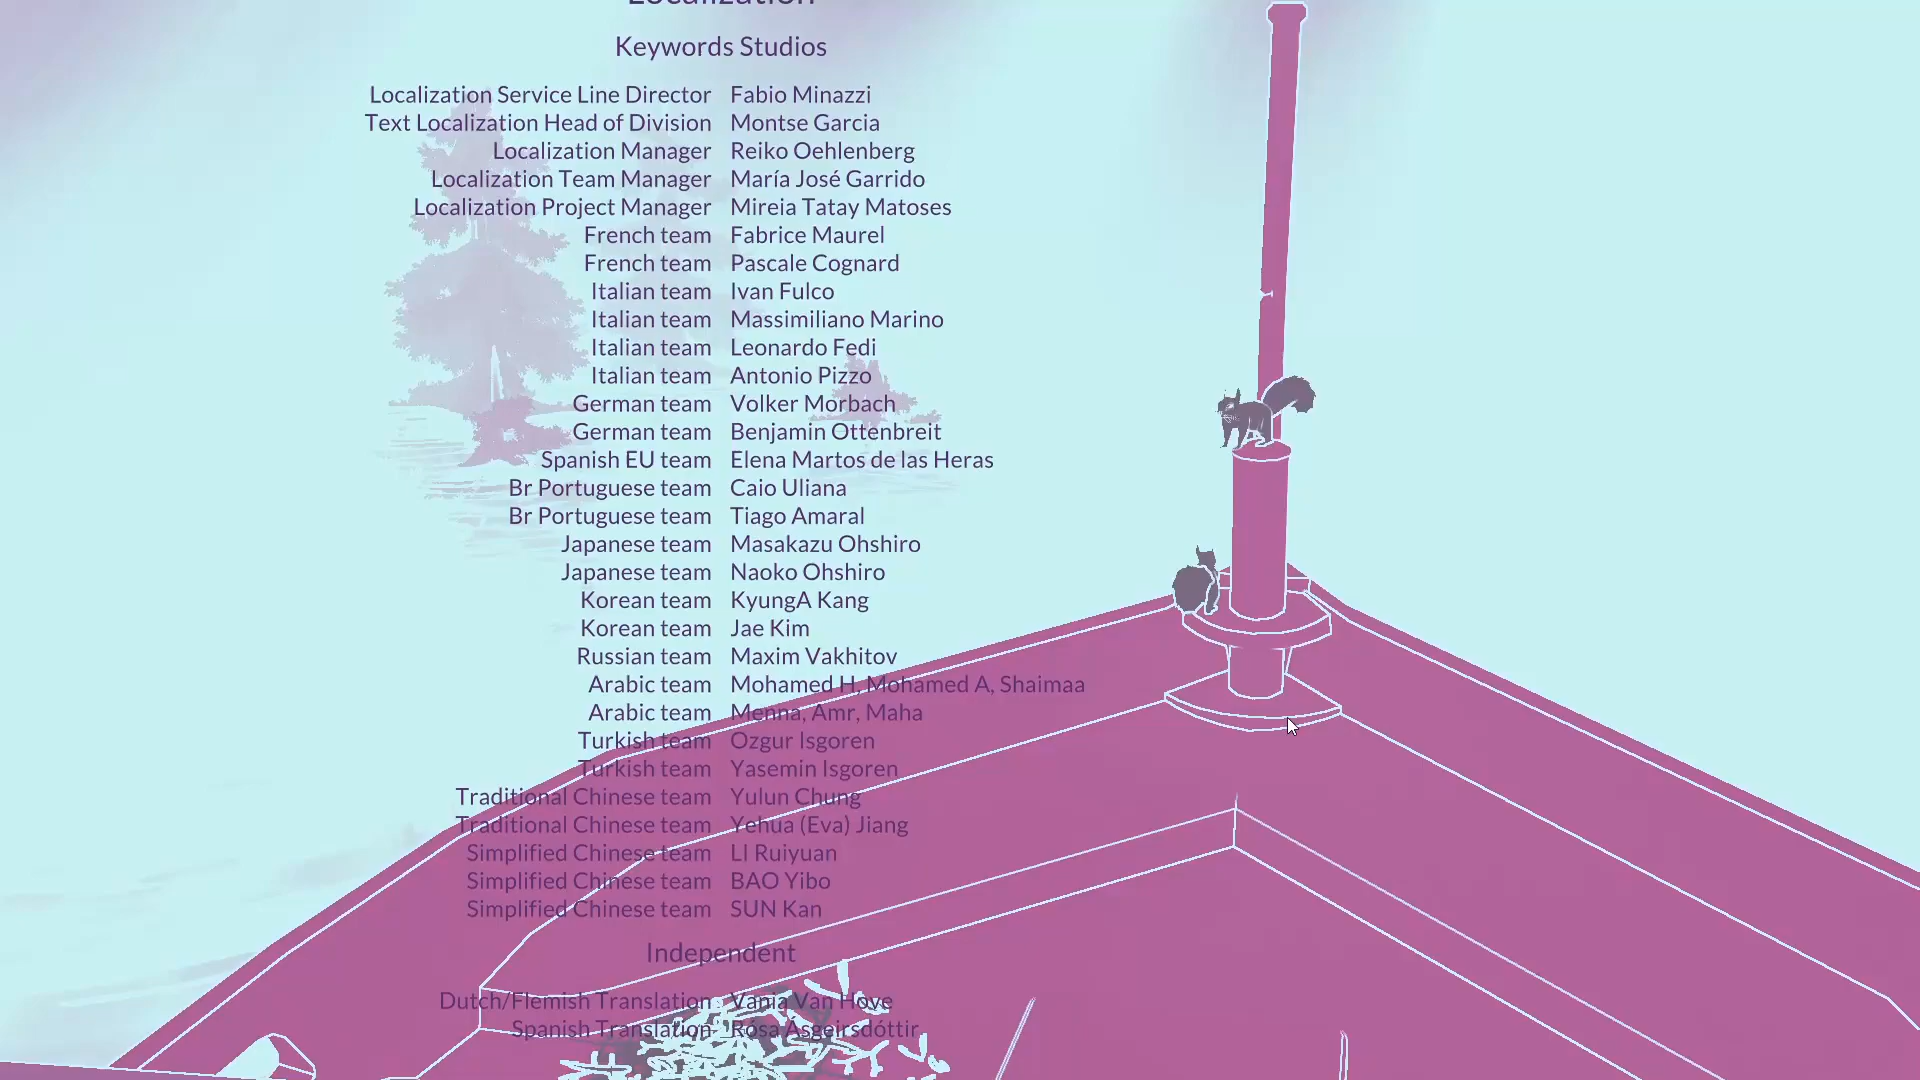 Localization
Keywords Studios
Localization Service Line Director Fabio Minazzi
Text Localization Head of Division Montse Garcia
Localization Manager Reiko Oehlenberg
Localization Team Manager María José Garrido
Localization Project Manager Mireia Tatay Matoses
French team Fabrice Maurel
French team Pascale Cognard
Italian team Ivan Fulco
Italian team Massimiliano Marino
Italian team Leonardo Fedi
Italian team Antonio Pizzo
German team Volker Morbach
German team Benjamin Ottenbreit
Spanish EU team Elena Martos de las Heras
Br Portuguese team Caio Uliana
Br Portuguese team Tiago Amaral
Japanese team Masakazu Ohshiro
Japanese team Naoko Ohshiro
Korean team KyungA Kang
Korean team Jae Kim
Russian team Maxim Vakhitov
Arabic team Mohamed H, Mohamed A, Shaimaa
Arabic team Menna, Amr, Maha
Turkish team Ozgur Isgoren
Turkish team Yasemin Isgoren
Traditional Chinese team Yulun Chung
Traditional Chinese team Yehua (Eva) Jiang
Simplified Chinese team LI Ruiyuan
Simplified Chinese team BAO Yibo
Simplified Chinese team SUN Kan
Independent
Dutch/Flemish Translation Vania Van Hove
Spanish Translation Rósa Ásgeirsdóttir